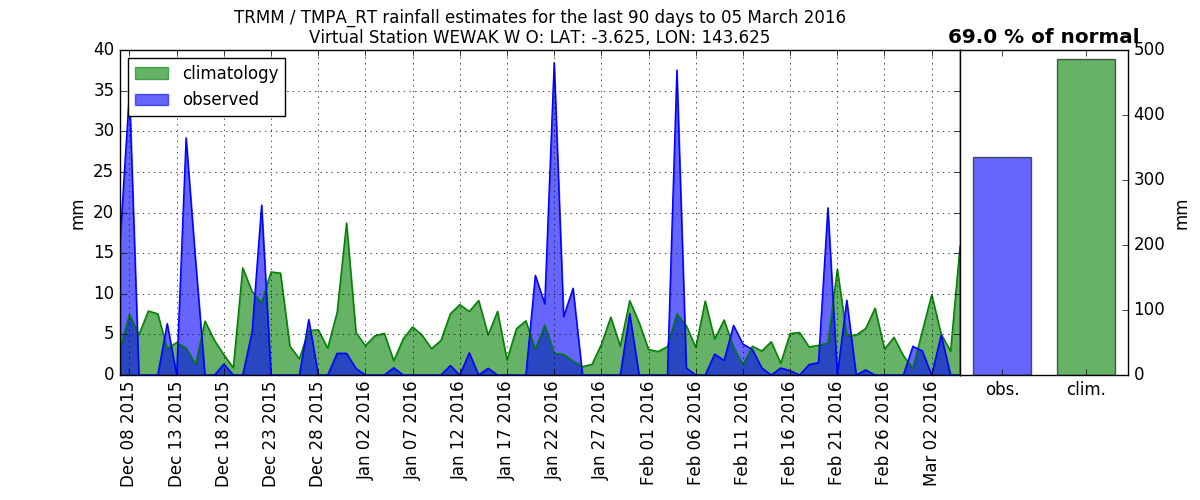 TRMM / TMPA_RT rainfall estimates for the last 90 days to 05 March 2016
Virtual Station WEWAK W O: LAT: -3.625, LON: 143.625
69.0 % of normal
climatology
observed
mm
40
35
30
25
20
15
10
5
0
Dec 08 2015
Dec 13 2015
Dec 18 2015
Dec 23 2015
Dec 28 2015
Jan 02 2016
Jan 07 2016
Jan 12 2016
Jan 17 2016
Jan 22 2016
Jan 27 2016
Feb 01 2016
Feb 06 2016
Feb 11 2016
Feb 16 2016
Feb 21 2016
Feb 26 2016
Mar 02 2016
obs.
clim.
500
400
300
200
100
0
mm